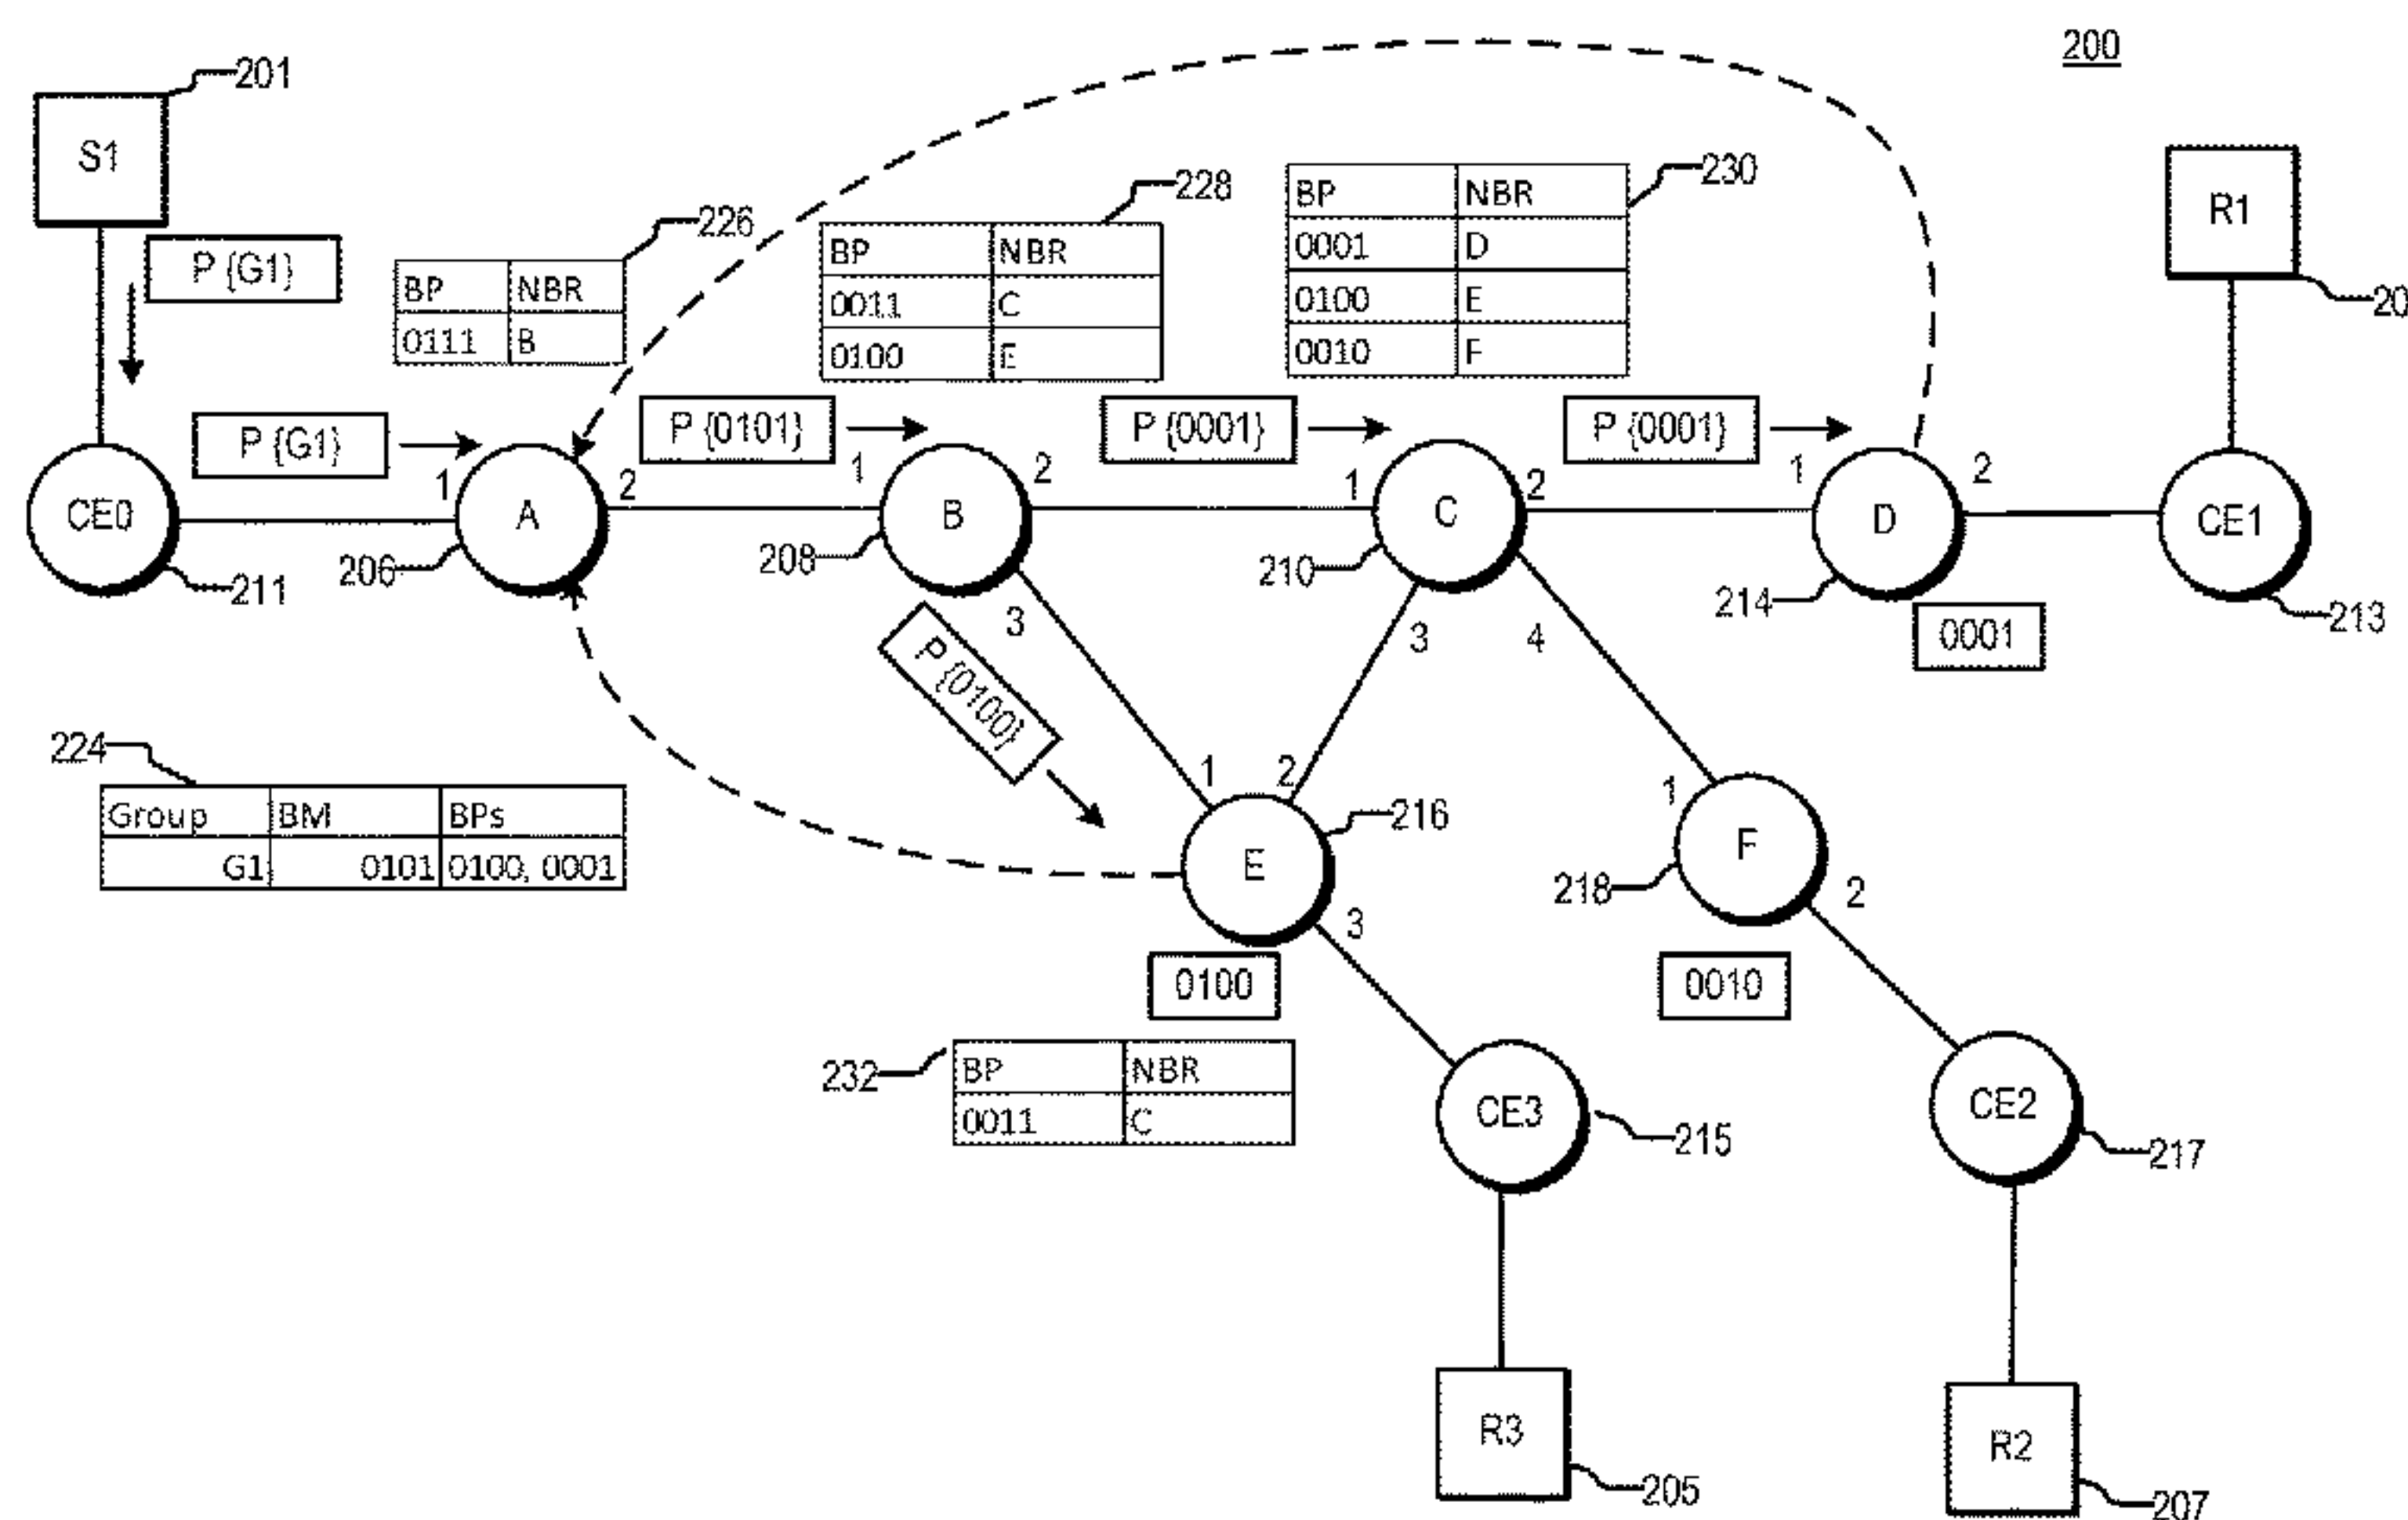 200
201
S1
P {G1}
226
BP NBR
0111 B
228
BP NBR
0011 C
0100 E
230
BP NBR
0001 D
0100 E
0010 F
R1
20
P {G1}
P {0101}
P {0001}
P {0001}
CE0
1 A 2
1 B 2
1 C 2
1 D 2
CE1
211
206
208
210
214
213
3
3
4
0001
P {0100}
224
Group BM BPs
G1 0101 0100, 0001
1 2
E
216
3
1
F
218
2
0100
0010
232
BP NBR
0011 C
CE3
215
CE2
217
R3
205
R2
207